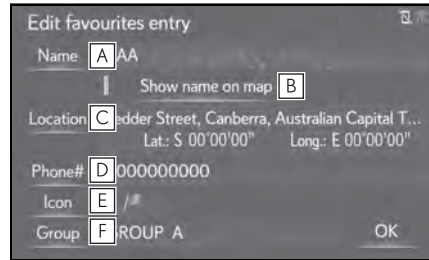 Edit favourites entry
Name A AA
Show name on map B
Location C edder Street, Canberra, Australian Capital T...
Lat.: S 00°00'00" Long.: E 00°00'00"
Phone# D 000000000
Icon E
Group F ROUP A
OK